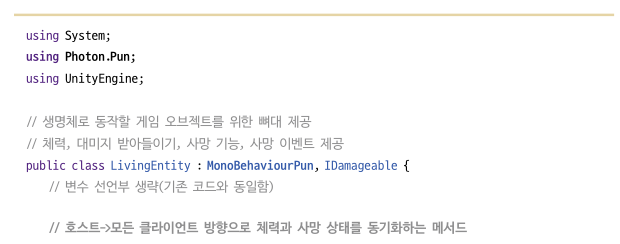 using System;
using Photon.Pun;
using UnityEngine;
// 생명체로 동작할 게임 오브젝트를 위한 뼈대 제공
// 체력, 대미지 받아들이기, 사망 기능, 사망 이벤트 제공
public class LivingEntity : MonoBehaviourPun, IDamageable {
// 변수 선언부 생략(기존 코드와 동일함)
// 호스트->모든 클라이언트 방향으로 체력과 사망 상태를 동기화하는 메서드